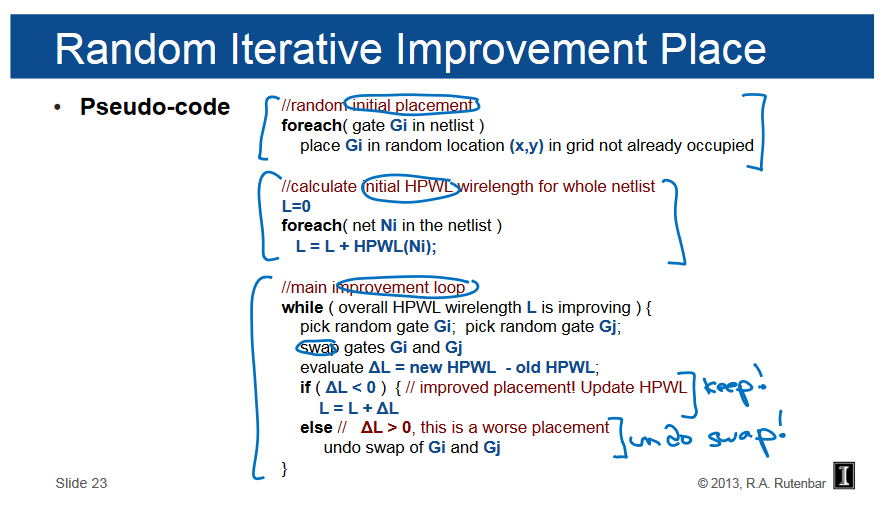 Random Iterative Improvement Place
• Pseudo-code
//random initial placement
foreach( gate Gi in netlist )
place Gi in random location (x,y) in grid not already occupied
//calculate initial HPWL wirelength for whole netlist
L=0
foreach( net Ni in the netlist )
L = L + HPWL(Ni);
//main improvement loop
while ( overall HPWL wirelength L is improving ) {
pick random gate Gi; pick random gate Gj;
swap gates Gi and Gj
evaluate ΔL = new HPWL - old HPWL;
if ( ΔL < 0 ) { // improved placement! Update HPWL
keep!
L = L + ΔL
else // ΔL > 0, this is a worse placement
undo swap!
undo swap of Gi and Gj
}
Slide 23
© 2013, R.A. Rutenbar
I